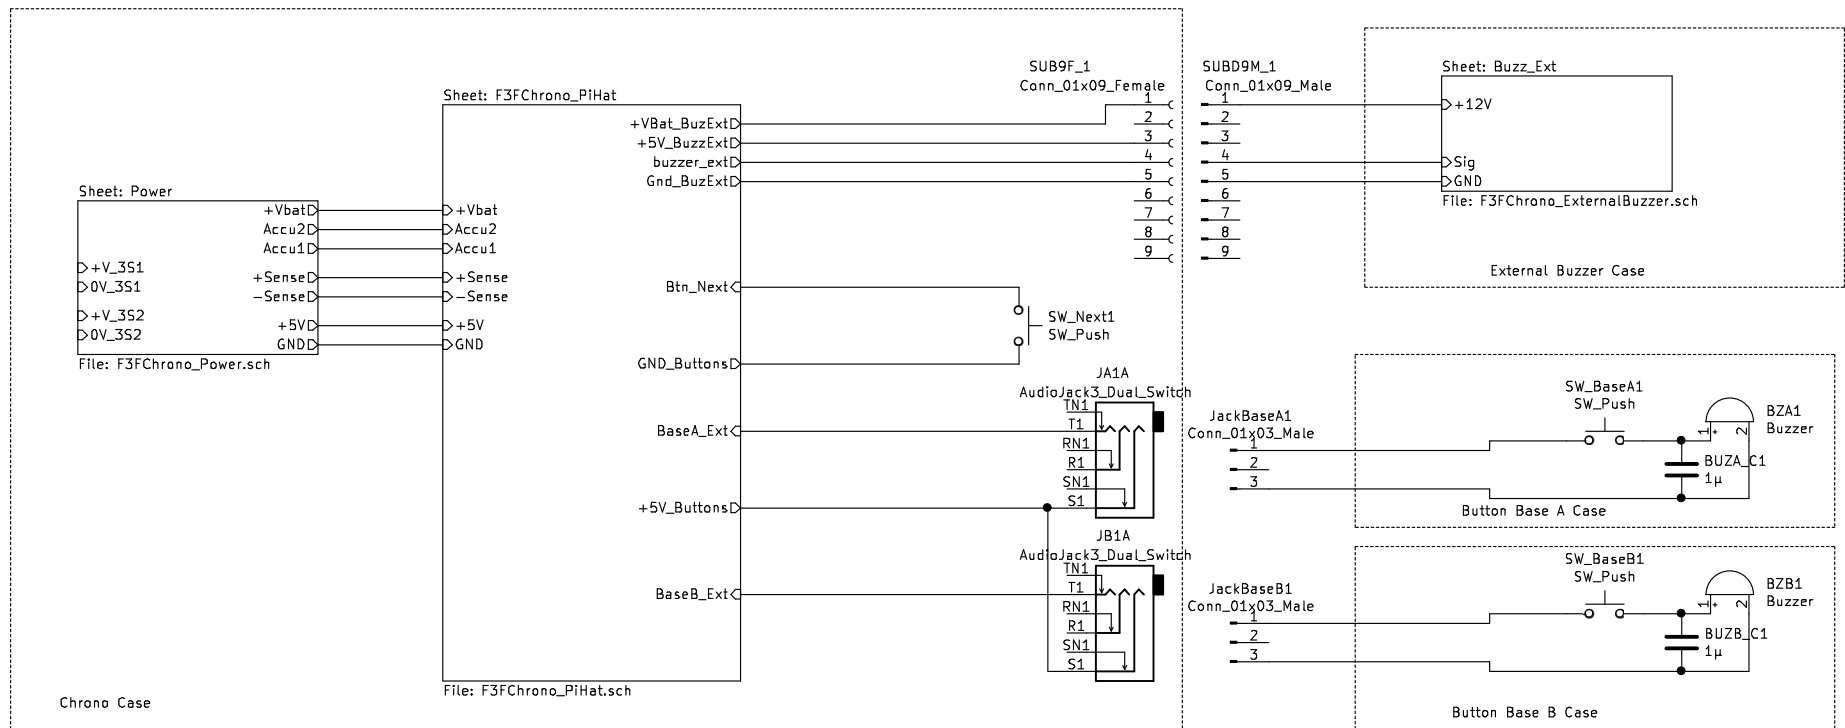 Sheet: Power
+Vbat
Accu2
Accu1
+V_3S1
0V_3S1
+Sense
-Sense
+V_3S2
0V_3S2
+5V
GND
File: F3FChrono_Power.sch
Sheet: F3FChrono_PiHat
+Vbat
Accu2
Accu1
+Sense
-Sense
+5V
GND
+VBat_BuzExt
+5V_BuzzExt
buzzer_ext
Gnd_BuzExt
Btn_Next
GND_Buttons
BaseA_Ext
+5V_Buttons
BaseB_Ext
File: F3FChrono_PiHat.sch
Chrono Case
SUB9F_1
Conn_01x09_Female
1
2
3
4
5
6
7
8
9
SUBD9M_1
Conn_01x09_Male
1
2
3
4
5
6
7
8
9
Sheet: Buzz_Ext
+12V
Sig
GND
File: F3FChrono_ExternalBuzzer.sch
External Buzzer Case
SW_Next1
SW_Push
JA1A
AudioJack3_Dual_Switch
TN1
T1
RN1
R1
SN1
S1
JackBaseA1
Conn_01x03_Male
1
2
3
SW_BaseA1
SW_Push
BZA1
Buzzer
1
+
2
BUZA_C1
1µ
Button Base A Case
JB1A
AudioJack3_Dual_Switch
TN1
T1
RN1
R1
SN1
S1
JackBaseB1
Conn_01x03_Male
1
2
3
SW_BaseB1
SW_Push
BZB1
Buzzer
1
+
2
BUZB_C1
1µ
Button Base B Case